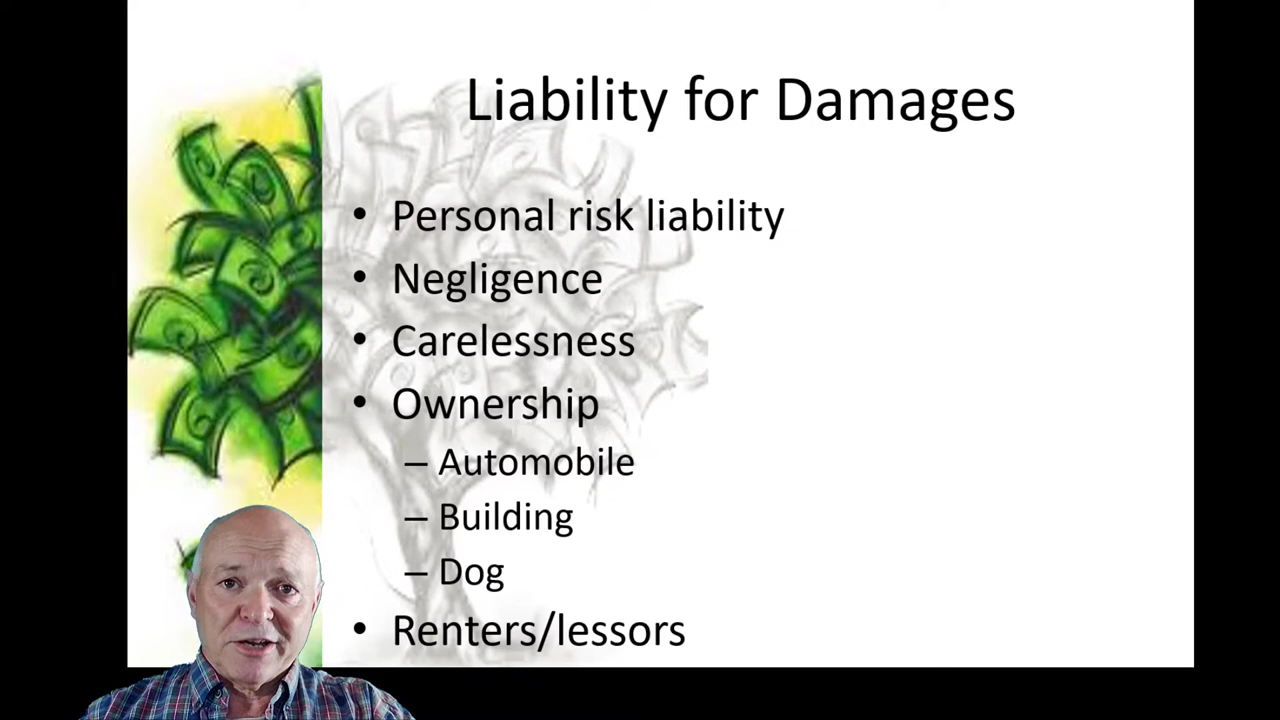 Liability for Damages
• Personal risk liability
• Negligence
• Carelessness
• Ownership
– Automobile
– Building
– Dog
• Renters/lessors